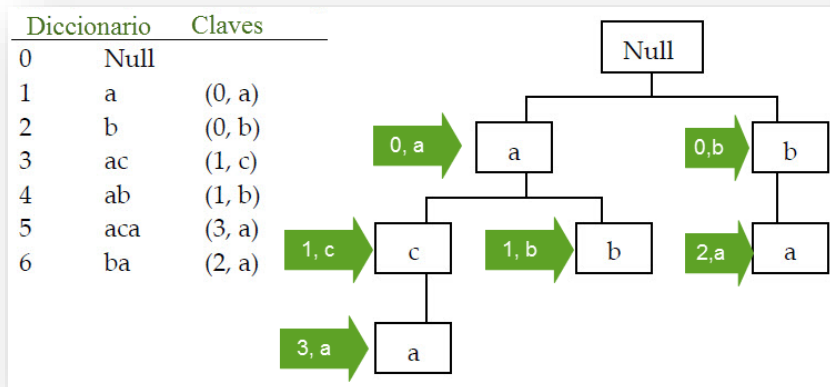 Diccionario Claves
0 Null
1 a (0, a)
2 b (0, b)
3 ac (1, c)
4 ab (1, b)
5 aca (3, a)
6 ba (2, a)
Null
0, a
a
0,b
b
1, c
c
1, b
b
2,a
a
3, a
a